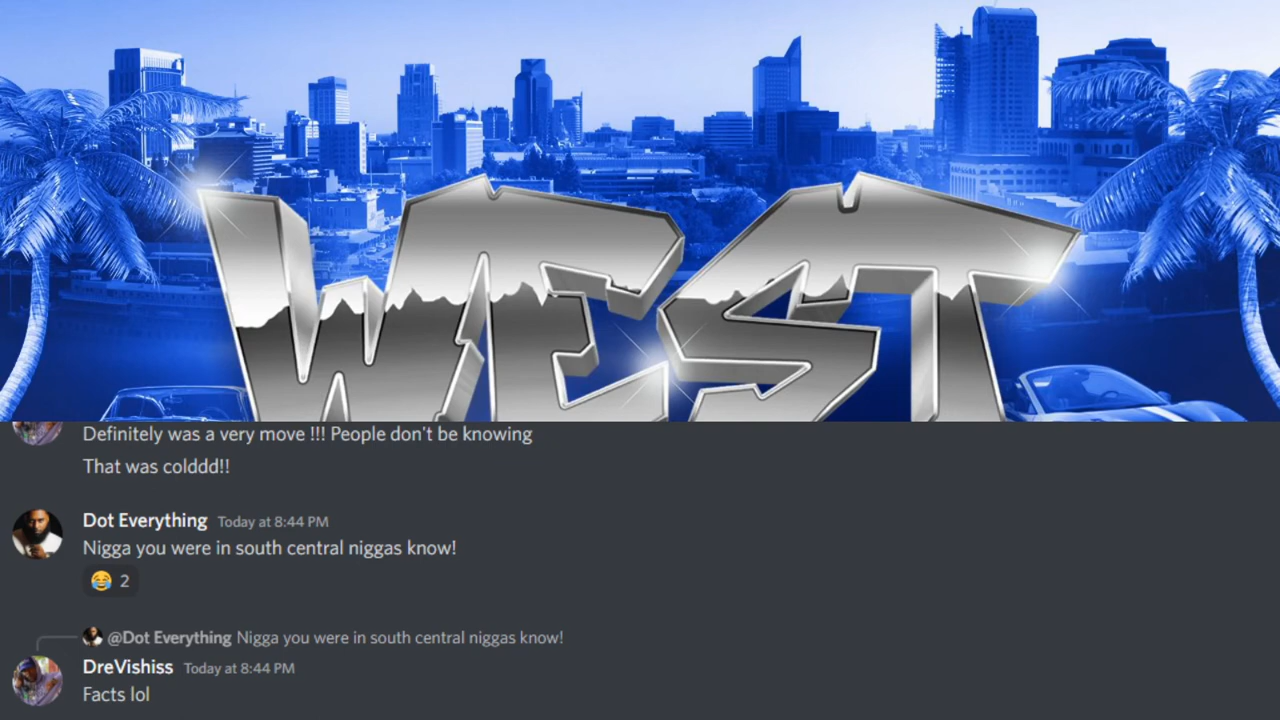 WEST
Definitely was a very move !!! People don't be knowing
That was colddd!!
Dot Everything Today at 8:44 PM
Nigga you were in south central niggas know!
😂 2
@Dot Everything Nigga you were in south central niggas know!
DreVishiss Today at 8:44 PM
Facts lol